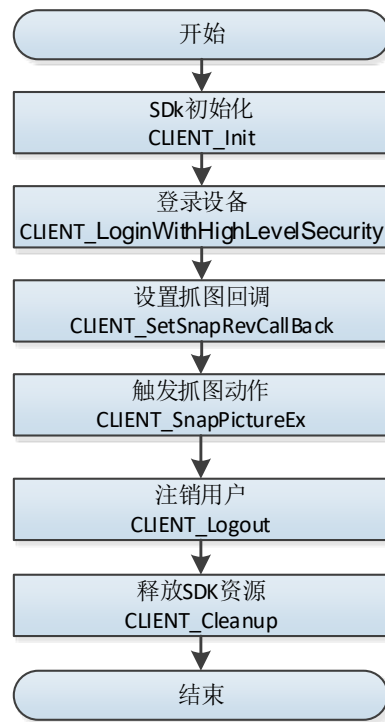 开始
SDk初始化
CLIENT_Init
登录设备
CLIENT_LoginWithHighLevelSecurity
设置抓图回调
CLIENT_SetSnapRevCallBack
触发抓图动作
CLIENT_SnapPictureEx
注销用户
CLIENT_Logout
释放SDK资源
CLIENT_Cleanup
结束